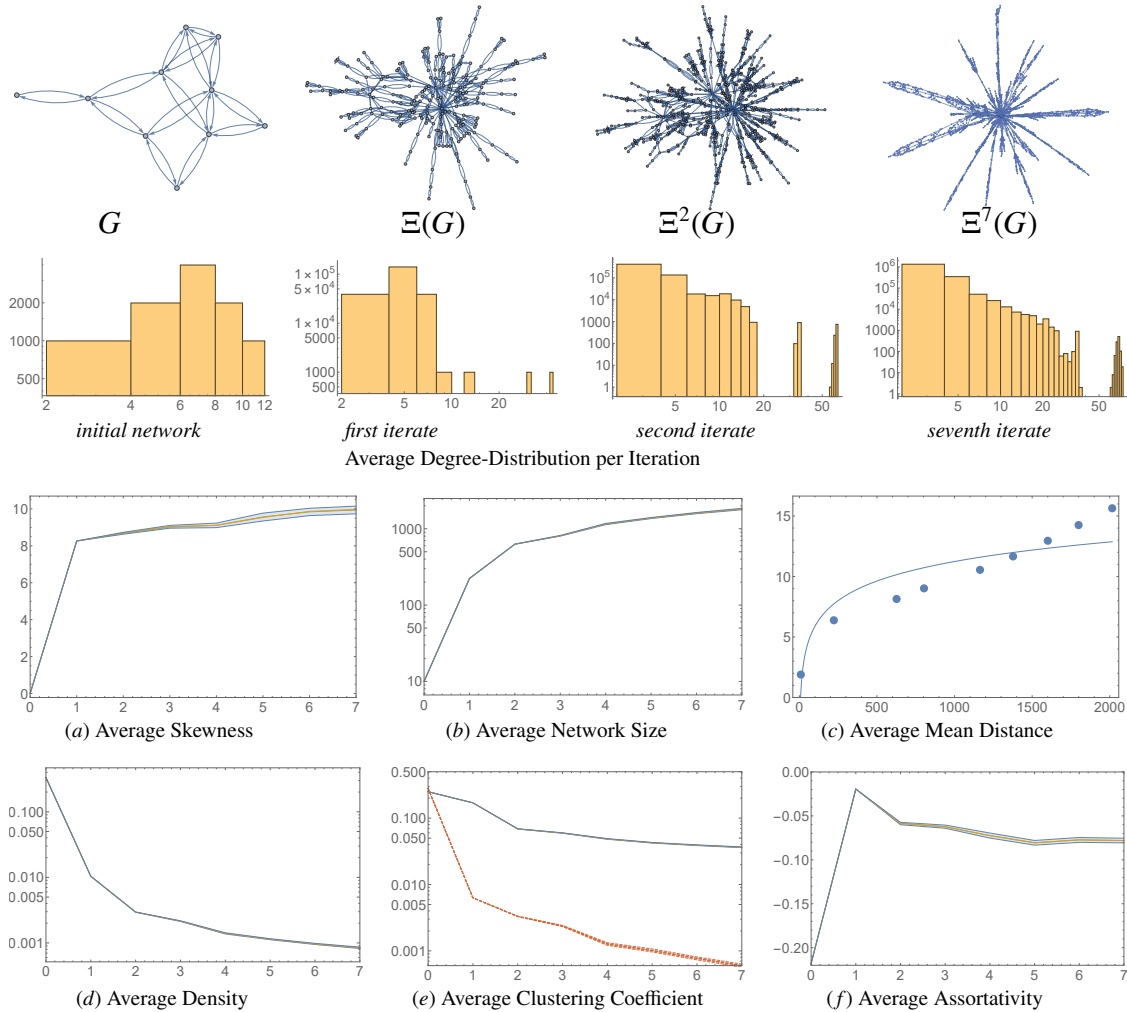 G Ξ(G) Ξ²(G) Ξ⁷(G)
2000
1000
500
2 4 6 8 10 12
initial network
1 × 10⁵
5 × 10⁴
1 × 10⁴
5000
1000
500
2 5 10 20
first iterate
10⁵
10⁴
1000
100
10
1
5 10 20 50
second iterate
10⁶
10⁵
10⁴
1000
100
10
1
5 10 20 50
seventh iterate
Average Degree-Distribution per Iteration
10
8
6
4
2
0
0 1 2 3 4 5 6 7
(a) Average Skewness
1000
500
100
50
10
0 1 2 3 4 5 6 7
(b) Average Network Size
15
10
5
0
0 500 1000 1500 2000
(c) Average Mean Distance
0.100
0.050
0.010
0.005
0.001
0 1 2 3 4 5 6 7
(d) Average Density
0.500
0.100
0.050
0.010
0.005
0.001
0 1 2 3 4 5 6 7
(e) Average Clustering Coefficient
0.00
−0.05
−0.10
−0.15
−0.20
0 1 2 3 4 5 6 7
(f) Average Assortativity